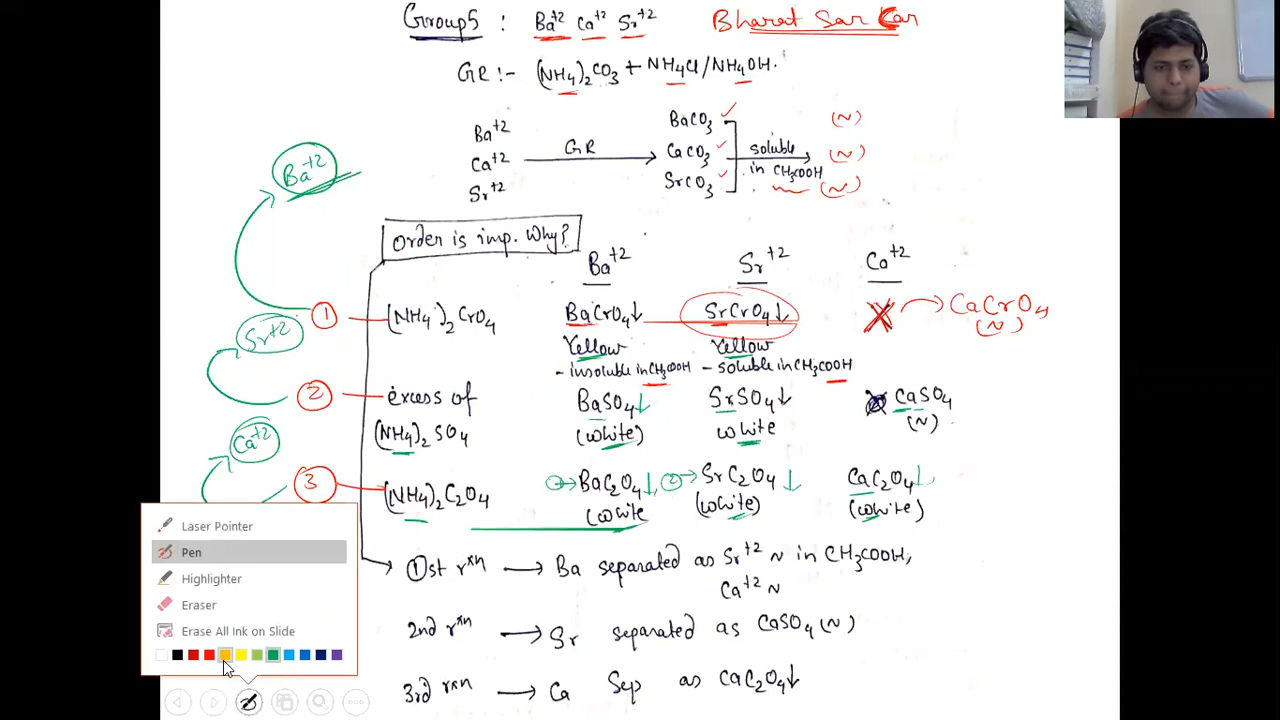 Group 5 : Ba+2 Ca+2 Sr+2 Bharat Sar Car
GR :- (NH4)2CO3 + NH4Cl/NH4OH.
Ba+2
Ca+2
Sr+2
GR
BaCO3
CaCO3
SrCO3
soluble
in CH3COOH
(~)
(~)
(~)
Ba+2
Order is imp. Why?
Ba+2 Sr+2 Ca+2
1 (NH4)2CrO4 BaCrO4↓ SrCrO4↓ X CaCrO4
(~)
Yellow Yellow
- insoluble in CH3COOH - soluble in CH3COOH
Sr+2
2 excess of BaSO4↓ SrSO4↓ CaSO4
(NH4)2SO4 (white) white (~)
Ca+2
3 (NH4)2C2O4 BaC2O4↓ SrC2O4↓ CaC2O4↓
(white (white) (white)
Laser Pointer
Pen
Highlighter
Eraser
Erase All Ink on Slide
①st rxn → Ba separated as Sr+2 ~ in CH3COOH,
Ca+2 ~
2nd rxn → Sr separated as CaSO4(~)
3rd rxn → Ca Sep as CaC2O4↓